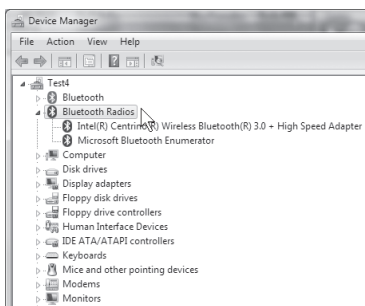 Device Manager
File Action View Help
Test4
Bluetooth
Bluetooth Radios
Intel(R) Centrino(R) Wireless Bluetooth(R) 3.0 + High Speed Adapter
Microsoft Bluetooth Enumerator
Computer
Disk drives
Display adapters
Floppy disk drives
Floppy drive controllers
Human Interface Devices
IDE ATA/ATAPI controllers
Keyboards
Mice and other pointing devices
Modems
Monitors